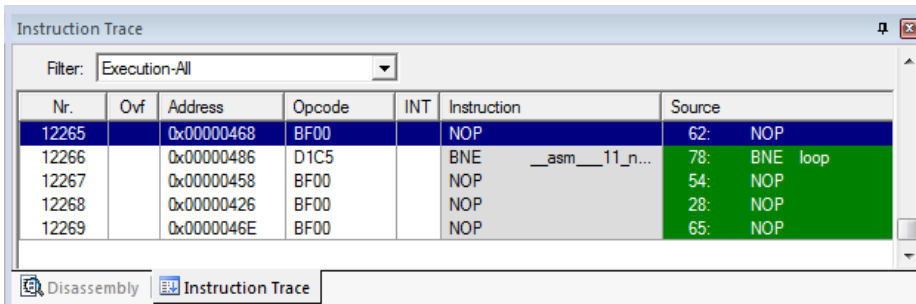 Instruction Trace
Filter: Execution-All
Nr. Ovf Address Opcode INT Instruction Source
12265 0x00000468 BF00 NOP 62: NOP
12266 0x00000486 D1C5 BNE __asm___11_n... 78: BNE loop
12267 0x00000458 BF00 NOP 54: NOP
12268 0x00000426 BF00 NOP 28: NOP
12269 0x0000046E BF00 NOP 65: NOP
Disassembly Instruction Trace